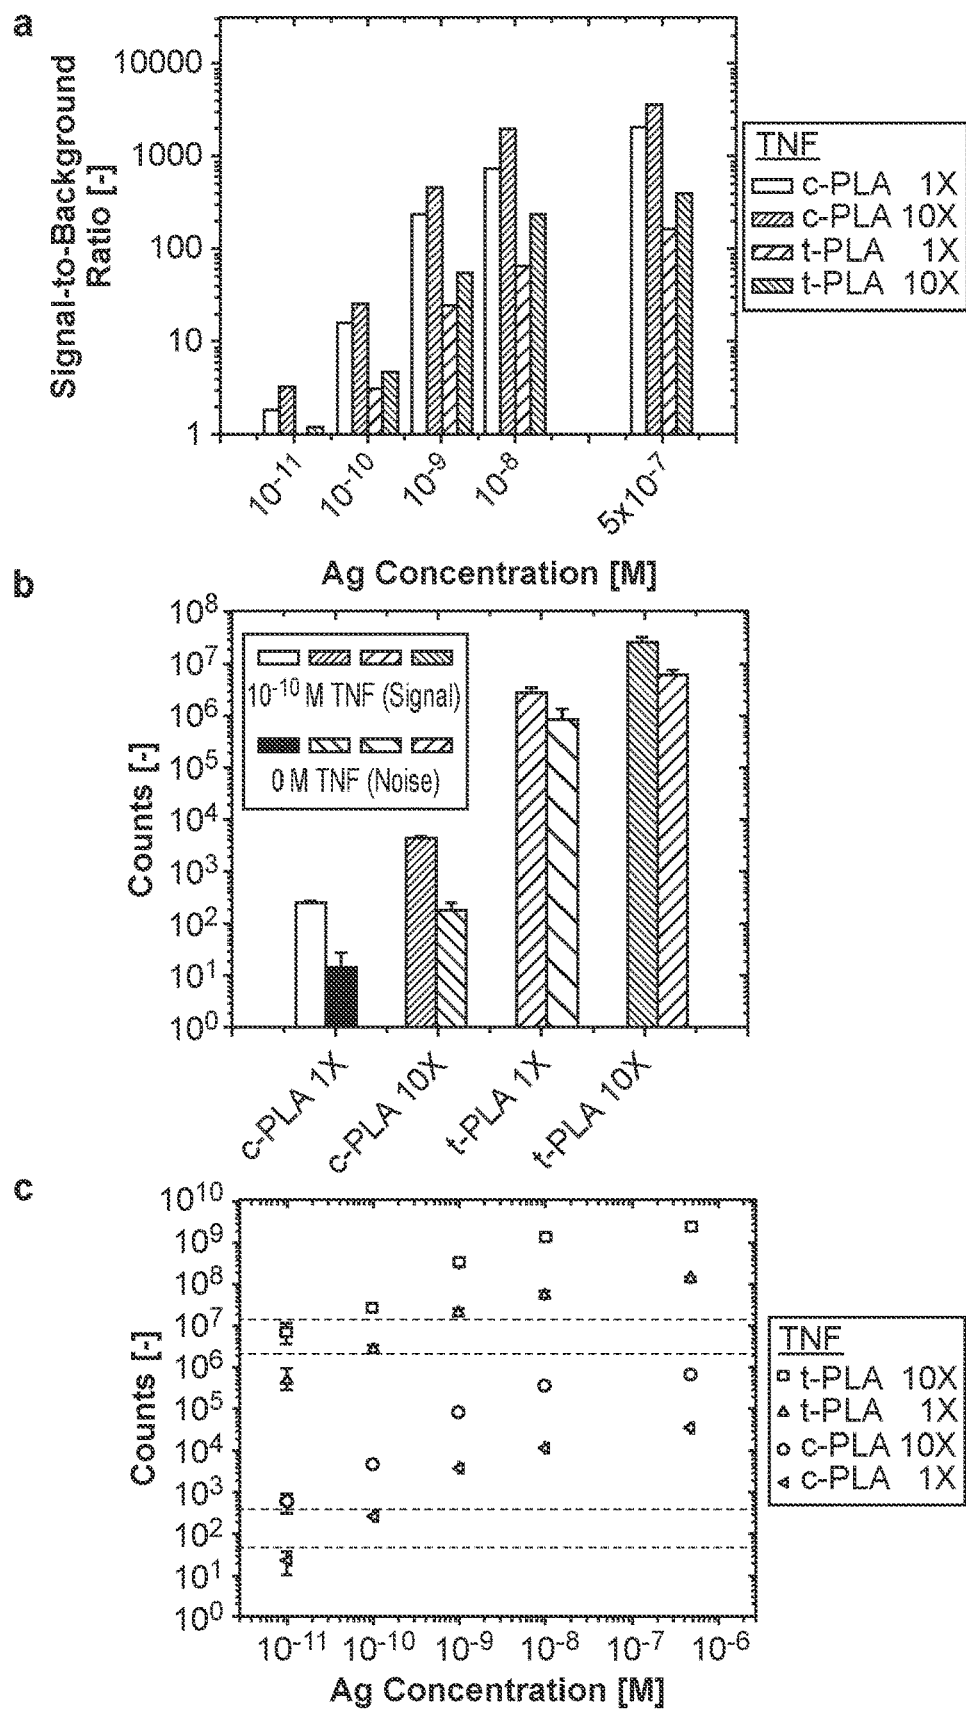 a
Signal-to-Background
Ratio [-]
10000
1000
100
10
1
10⁻¹¹
10⁻¹⁰
10⁻⁹
10⁻⁸
5x10⁻⁷
Ag Concentration [M]
TNF
c-PLA 1X
c-PLA 10X
t-PLA 1X
t-PLA 10X
b
Counts [-]
10⁸
10⁷
10⁶
10⁵
10⁴
10³
10²
10¹
10⁰
10⁻¹⁰ M TNF (Signal)
0 M TNF (Noise)
c-PLA 1X
c-PLA 10X
t-PLA 1X
t-PLA 10X
c
Counts [-]
10¹⁰
10⁹
10⁸
10⁷
10⁶
10⁵
10⁴
10³
10²
10¹
10⁰
10⁻¹¹
10⁻¹⁰
10⁻⁹
10⁻⁸
10⁻⁷
10⁻⁶
Ag Concentration [M]
TNF
t-PLA 10X
t-PLA 1X
c-PLA 10X
c-PLA 1X